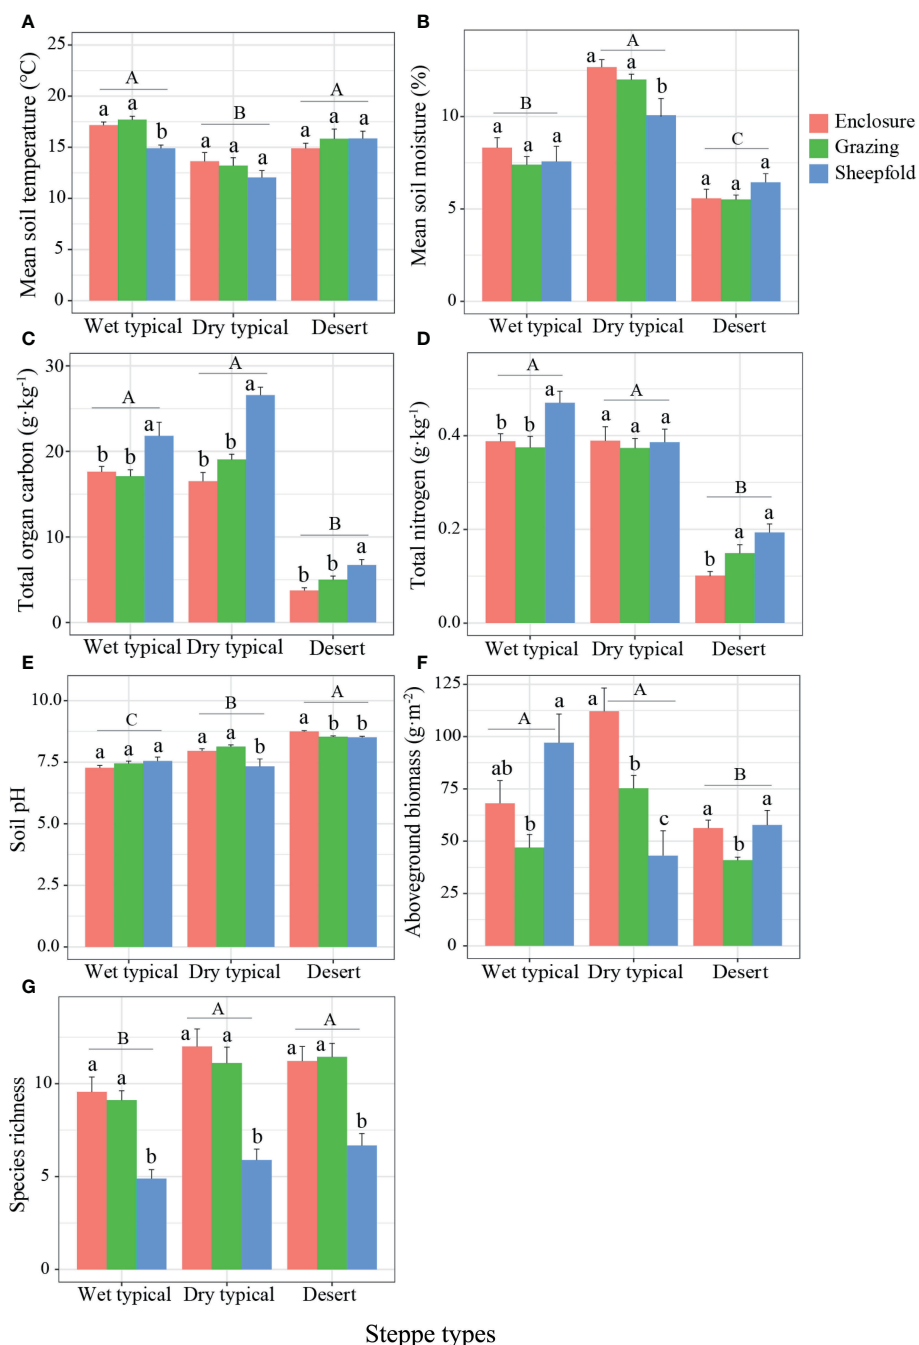 A
Mean soil temperature (°C)
25
20
15
10
5
0
A
B
A
a a b
a a a
a a a
Wet typical Dry typical Desert
B
Mean soil moisture (%)
10
5
0
B
A
C
a a a
a a b
a a a
Wet typical Dry typical Desert
Enclosure
Grazing
Sheepfold
C
Total organ carbon (g·kg-1)
30
20
10
0
A
A
B
b b a
b b a
b b a
Wet typical Dry typical Desert
D
Total nitrogen (g·kg-1)
0.4
0.2
0.0
A
A
B
b b a
a a a
b a a
Wet typical Dry typical Desert
E
Soil pH
10.0
7.5
5.0
2.5
0.0
C
B
A
a a a
a a b
a b b
Wet typical Dry typical Desert
F
Aboveground biomass (g·m-2)
125
100
75
50
25
0
A
A
B
ab b a
a b c
a b a
Wet typical Dry typical Desert
G
Species richness
10
5
0
B
A
A
a a b
a a b
a a b
Wet typical Dry typical Desert
Steppe types